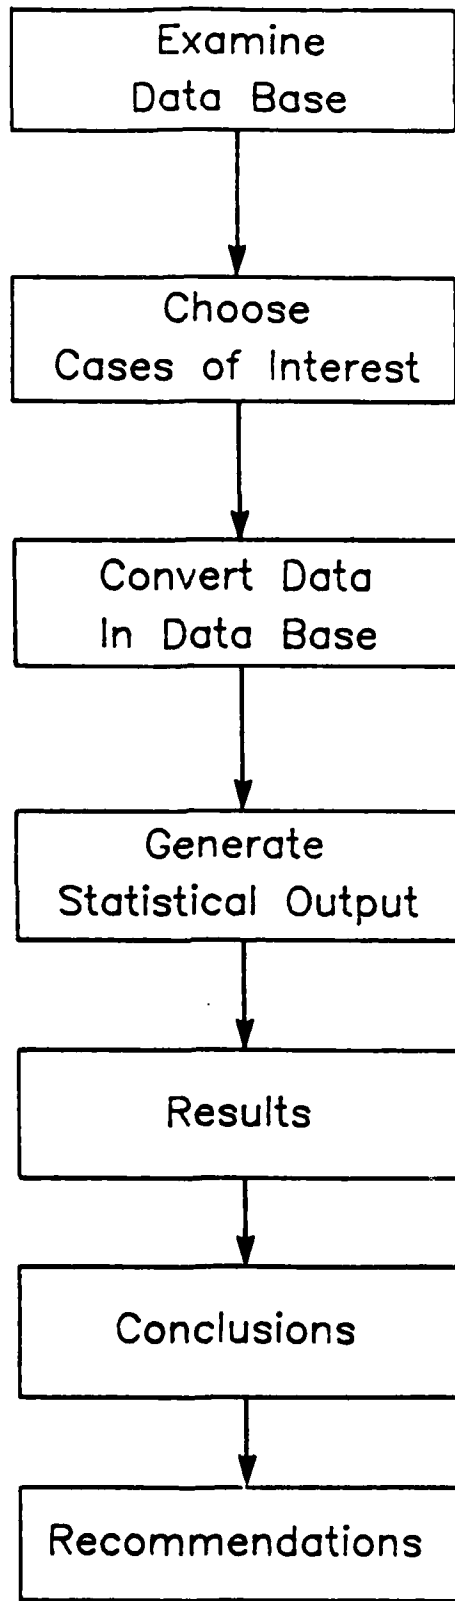 Examine
Data Base
Choose
Cases of Interest
Convert Data
In Data Base
Generate
Statistical Output
Results
Conclusions
Recommendations